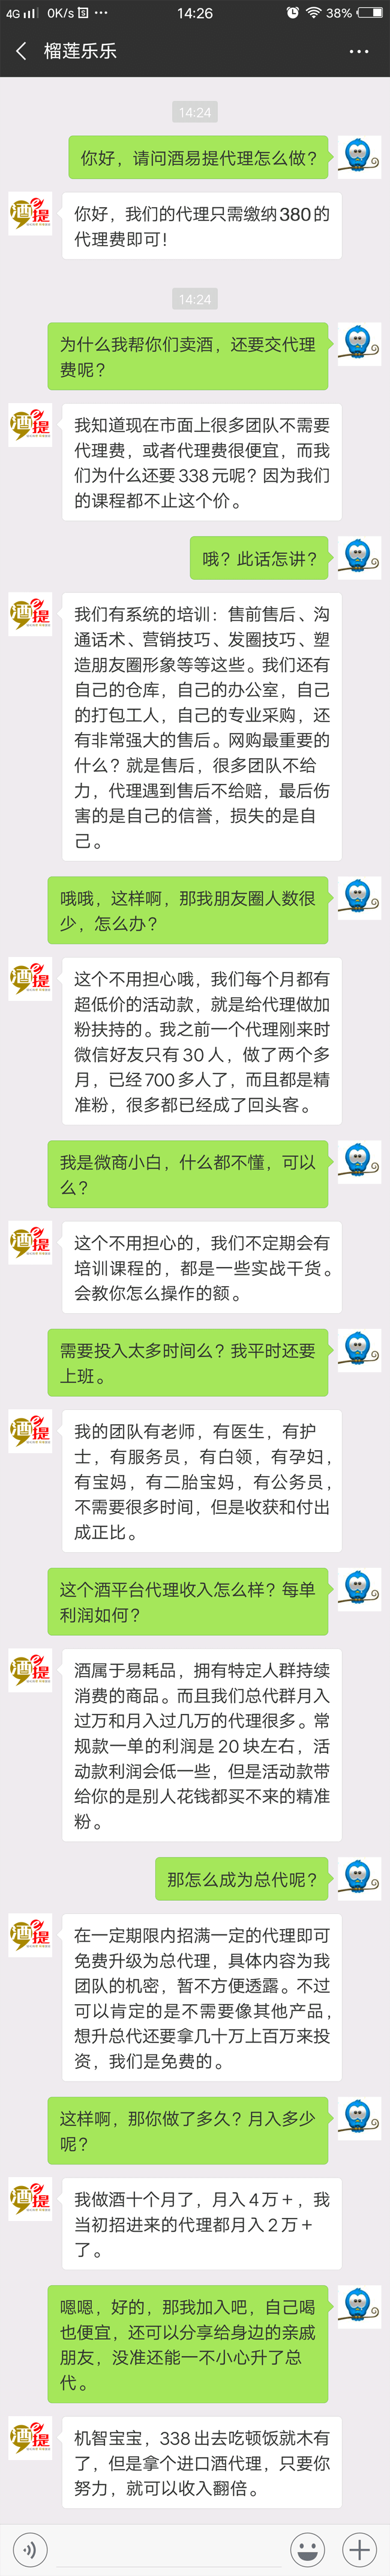 4G 0K/s 14:26 38%
榴莲乐乐
14:24
你好，请问酒易提代理怎么做？
你好，我们的代理只需缴纳380的
代理费即可！
14:24
为什么我帮你们卖酒，还要交代理
费呢？
我知道现在市面上很多团队不需要
代理费，或者代理费很便宜，而我
们为什么还要338元呢？因为我们
的课程都不止这个价。
哦？此话怎讲？
我们有系统的培训：售前售后、沟
通话术、营销技巧、发圈技巧、塑
造朋友圈形象等等这些。我们还有
自己的仓库，自己的办公室，自己
的打包工人，自己的专业采购，还
有非常强大的售后。网购最重要的
什么？就是售后，很多团队不给
力，代理遇到售后不给赔，最后伤
害的是自己的信誉，损失的是自
己。
哦哦，这样啊，那我朋友圈人数很
少，怎么办？
这个不用担心哦，我们每个月都有
超低价的活动款，就是给代理做加
粉扶持的。我之前一个代理刚来时
微信好友只有30人，做了两个多
月，已经700多人了，而且都是精
准粉，很多都已经成了回头客。
我是微商小白，什么都不懂，可以
么？
这个不用担心的，我们不定期会有
培训课程的，都是一些实战干货。
会教你怎么操作的额。
需要投入太多时间么？我平时还要
上班。
我的团队有老师，有医生，有护
士，有服务员，有白领，有孕妇，
有宝妈，有二胎宝妈，有公务员，
不需要很多时间，但是收获和付出
成正比。
这个酒平台代理收入怎么样？每单
利润如何？
酒属于易耗品，拥有特定人群持续
消费的商品。而且我们总代群月入
过万和月入过几万的代理很多。常
规款一单的利润是20块左右，活
动款利润会低一些，但是活动款带
给你的是别人花钱都买不来的精准
粉。
那怎么成为总代呢？
在一定期限内招满一定的代理即可
免费升级为总代理，具体内容为我
团队的机密，暂不方便透露。不过
可以肯定的是不需要像其他产品，
想升总代还要拿几十万上百万来投
资，我们是免费的。
这样啊，那你做了多久？月入多少
呢？
我做酒十个月了，月入4万＋，我
当初招进来的代理都月入2万＋
了。
嗯嗯，好的，那我加入吧，自己喝
也便宜，还可以分享给身边的亲戚
朋友，没准还能一不小心升了总
代。
机智宝宝，338出去吃顿饭就木有
了，但是拿个进口酒代理，只要你
努力，就可以收入翻倍。